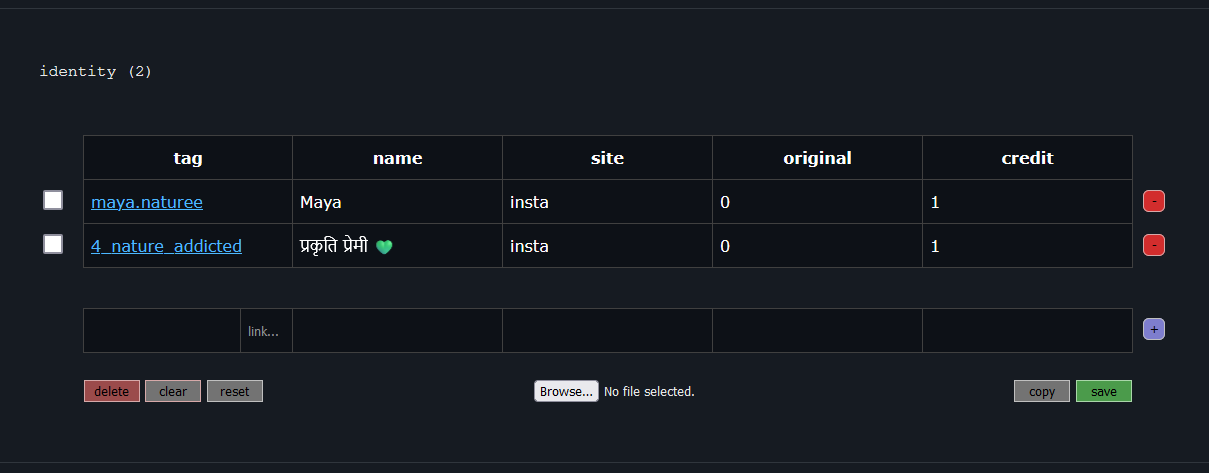 identity (2)
tag name site original credit
maya.naturee Maya insta 0 1 -
4_nature_addicted प्रकृति प्रेमी 💚 insta 0 1 -
link... +
delete clear reset Browse... No file selected. copy save